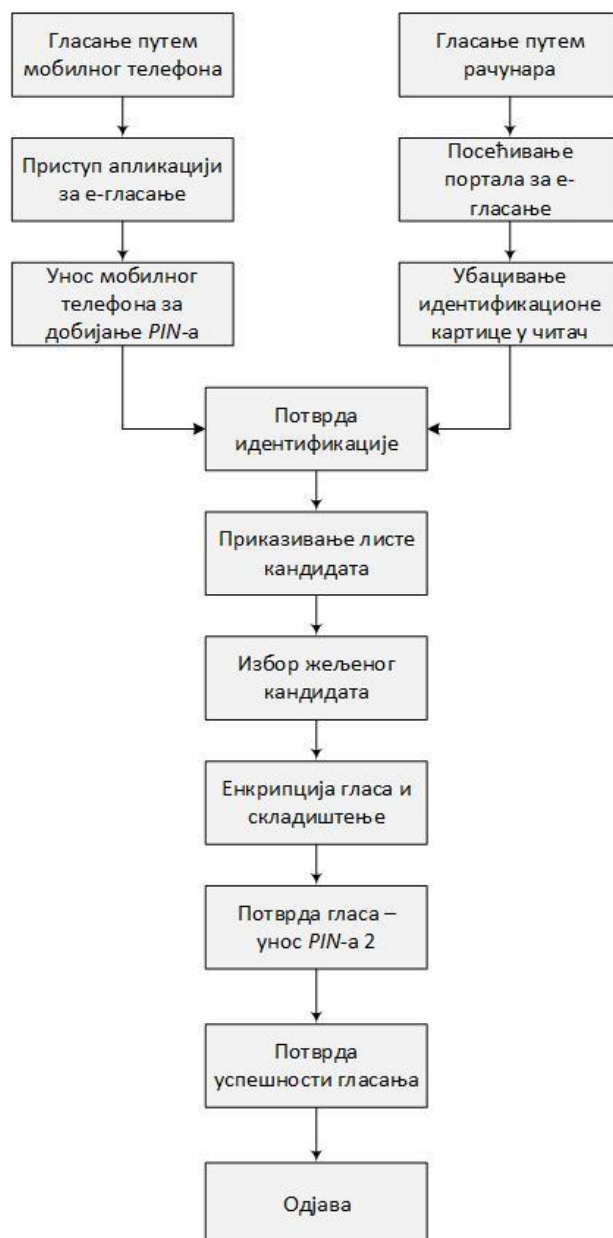 Гласање путем
мобилног телефона
Гласање путем
рачунара
Приступ апликацији
за е-гласање
Посећивање
портала за е-
гласање
Унос мобилног
телефона за
добијање PIN-а
Убацивање
идентификационе
картице у читач
Потврда
идентификације
Приказивање листе
кандидата
Избор жељеног
кандидата
Енкрипција гласа и
складиштење
Потврда гласа –
унос PIN-а 2
Потврда
успешности гласања
Одјава